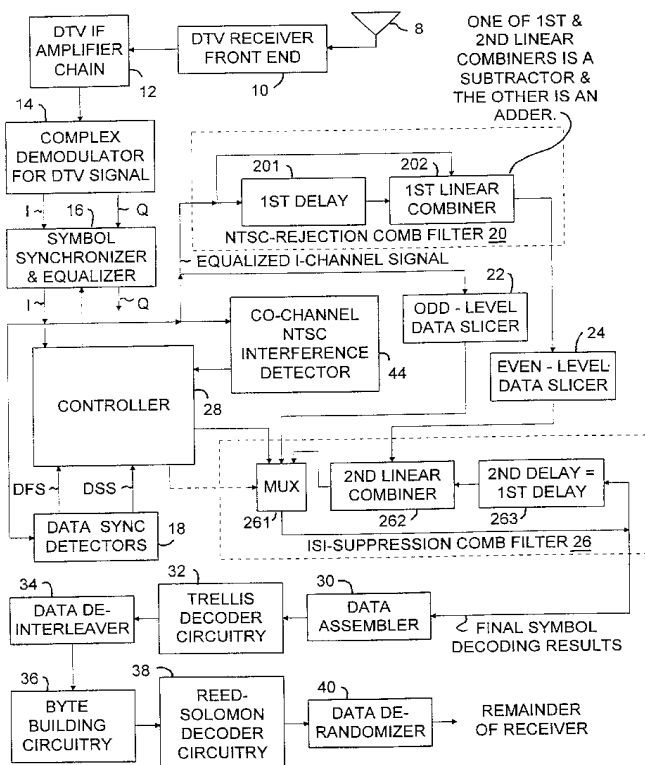 DTV IF
AMPLIFIER
CHAIN
12
DTV RECEIVER
FRONT END
10
8
ONE OF 1ST &
2ND LINEAR
COMBINERS IS A
SUBTRACTOR &
THE OTHER IS AN
ADDER.
14
COMPLEX
DEMODULATOR
FOR DTV SIGNAL
I
Q
16
SYMBOL
SYNCHRONIZER
& EQUALIZER
I
Q
201
1ST DELAY
202
1ST LINEAR
COMBINER
NTSC-REJECTION COMB FILTER 20
EQUALIZED I-CHANNEL SIGNAL
22
ODD - LEVEL
DATA SLICER
24
EVEN - LEVEL
DATA SLICER
CO-CHANNEL
NTSC
INTERFERENCE
DETECTOR
44
CONTROLLER
28
DFS
DSS
DATA SYNC
DETECTORS
18
MUX
261
2ND LINEAR
COMBINER
262
2ND DELAY =
1ST DELAY
263
ISI-SUPPRESSION COMB FILTER 26
34
DATA DE-
INTERLEAVER
32
TRELLIS
DECODER
CIRCUITRY
30
DATA
ASSEMBLER
FINAL SYMBOL
DECODING RESULTS
36
BYTE
BUILDING
CIRCUITRY
38
REED-
SOLOMON
DECODER
CIRCUITRY
40
DATA DE-
RANDOMIZER
REMAINDER
OF RECEIVER